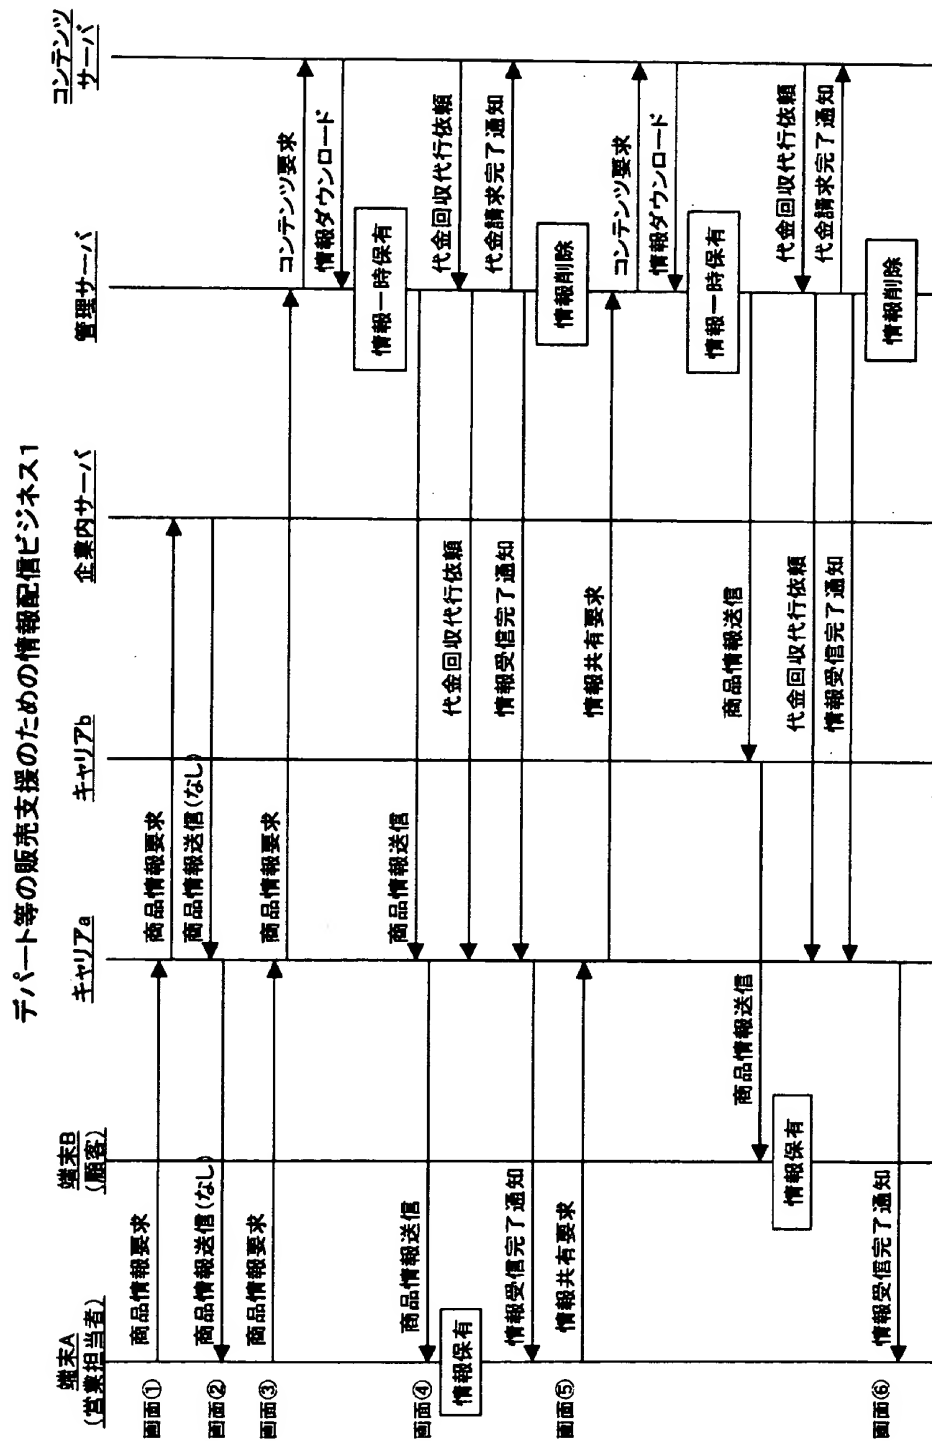 デパート等の販売支援のための情報配信ビジネス1
端末A
(営業担当者)
端末B
(顧客)
キャリアa
キャリアb
企業内サーバ
管理サーバ
コンテンツ
サーバ
画面①
商品情報要求
商品情報要求
画面②
商品情報送信(なし)
商品情報送信(なし)
画面③
商品情報要求
商品情報要求
コンテンツ要求
情報ダウンロード
情報一時保有
画面④
商品情報送信
商品情報送信
情報保有
代金回収代行依頼
代金回収代行依頼
情報受信完了通知
情報受信完了通知
代金請求完了通知
情報削除
画面⑤
情報共有要求
情報共有要求
コンテンツ要求
情報ダウンロード
情報一時保有
商品情報送信
商品情報送信
情報保有
代金回収代行依頼
代金回収代行依頼
情報受信完了通知
代金請求完了通知
情報削除
画面⑥
情報受信完了通知